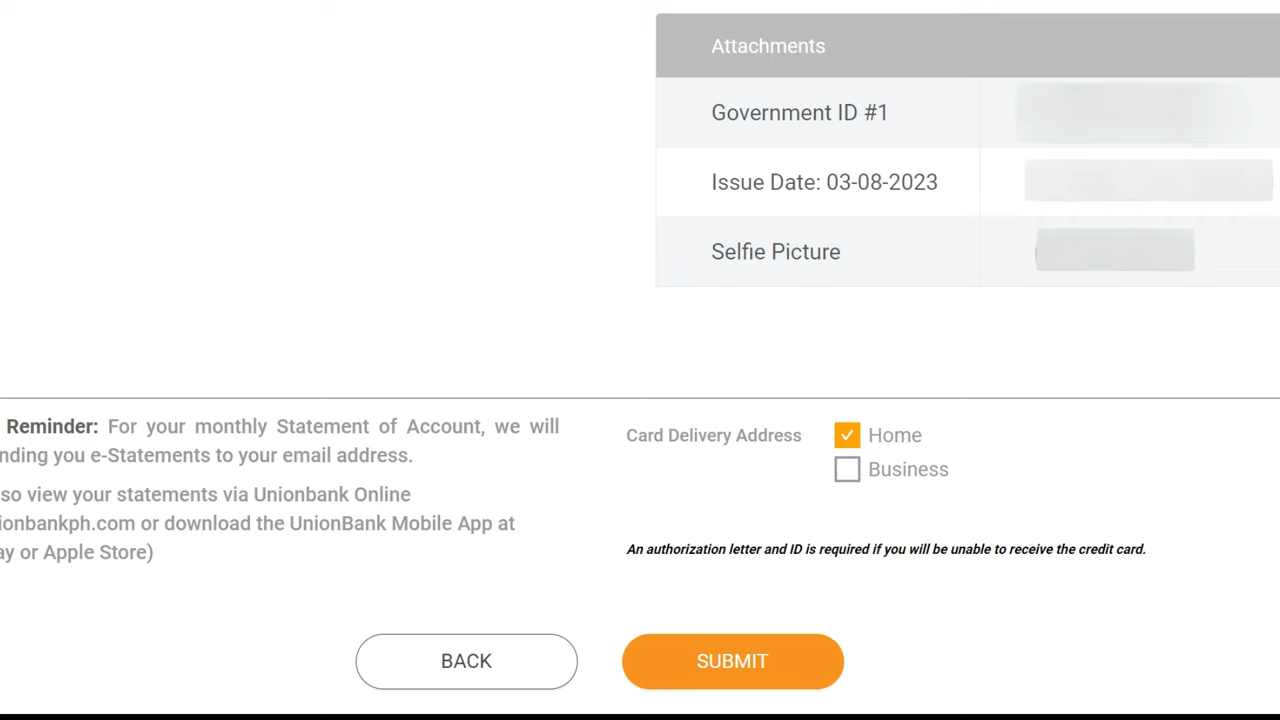 Attachments
Government ID #1
Issue Date: 03-08-2023
Selfie Picture
Reminder: For your monthly Statement of Account, we will
nding you e-Statements to your email address.
so view your statements via Unionbank Online
ionbankph.com or download the UnionBank Mobile App at
ay or Apple Store)
Card Delivery Address
Home
Business
An authorization letter and ID is required if you will be unable to receive the credit card.
BACK
SUBMIT